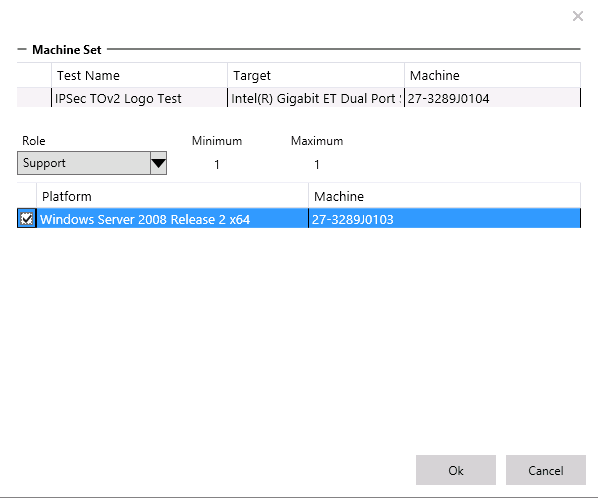 Machine Set
Test Name Target Machine
IPSec TOv2 Logo Test Intel(R) Gigabit ET Dual Port 27-3289J0104
Role Minimum Maximum
Support 1 1
Platform Machine
Windows Server 2008 Release 2 x64 27-3289J0103
Ok Cancel